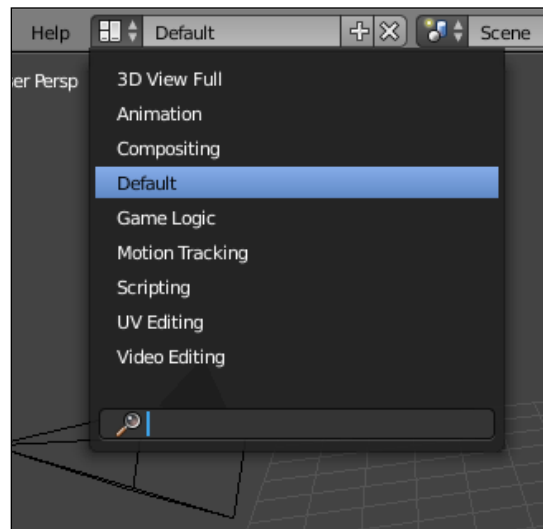 Help Default Scene
er Persp
3D View Full
Animation
Compositing
Default
Game Logic
Motion Tracking
Scripting
UV Editing
Video Editing